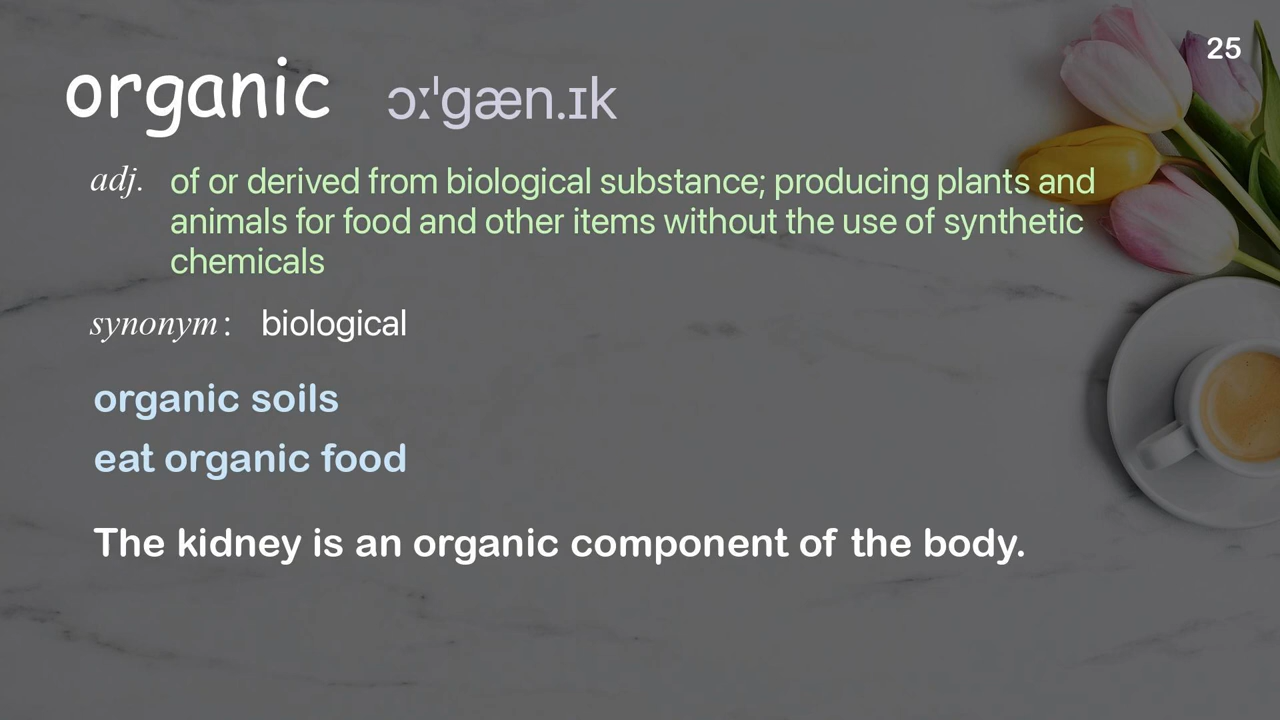 25
organic ɔːˈɡæn.ɪk
adj. of or derived from biological substance; producing plants and
animals for food and other items without the use of synthetic
chemicals
synonym: biological
organic soils
eat organic food
The kidney is an organic component of the body.